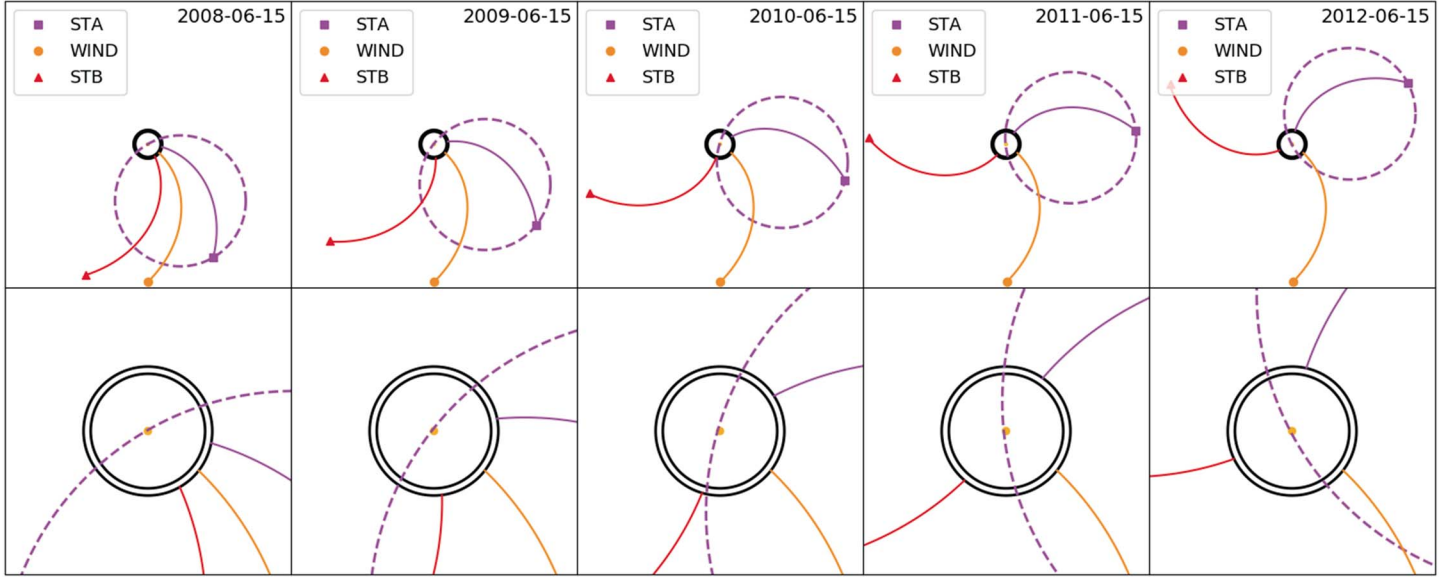 2008-06-15
STA
WIND
STB
2009-06-15
STA
WIND
STB
2010-06-15
STA
WIND
STB
2011-06-15
STA
WIND
STB
2012-06-15
STA
WIND
STB